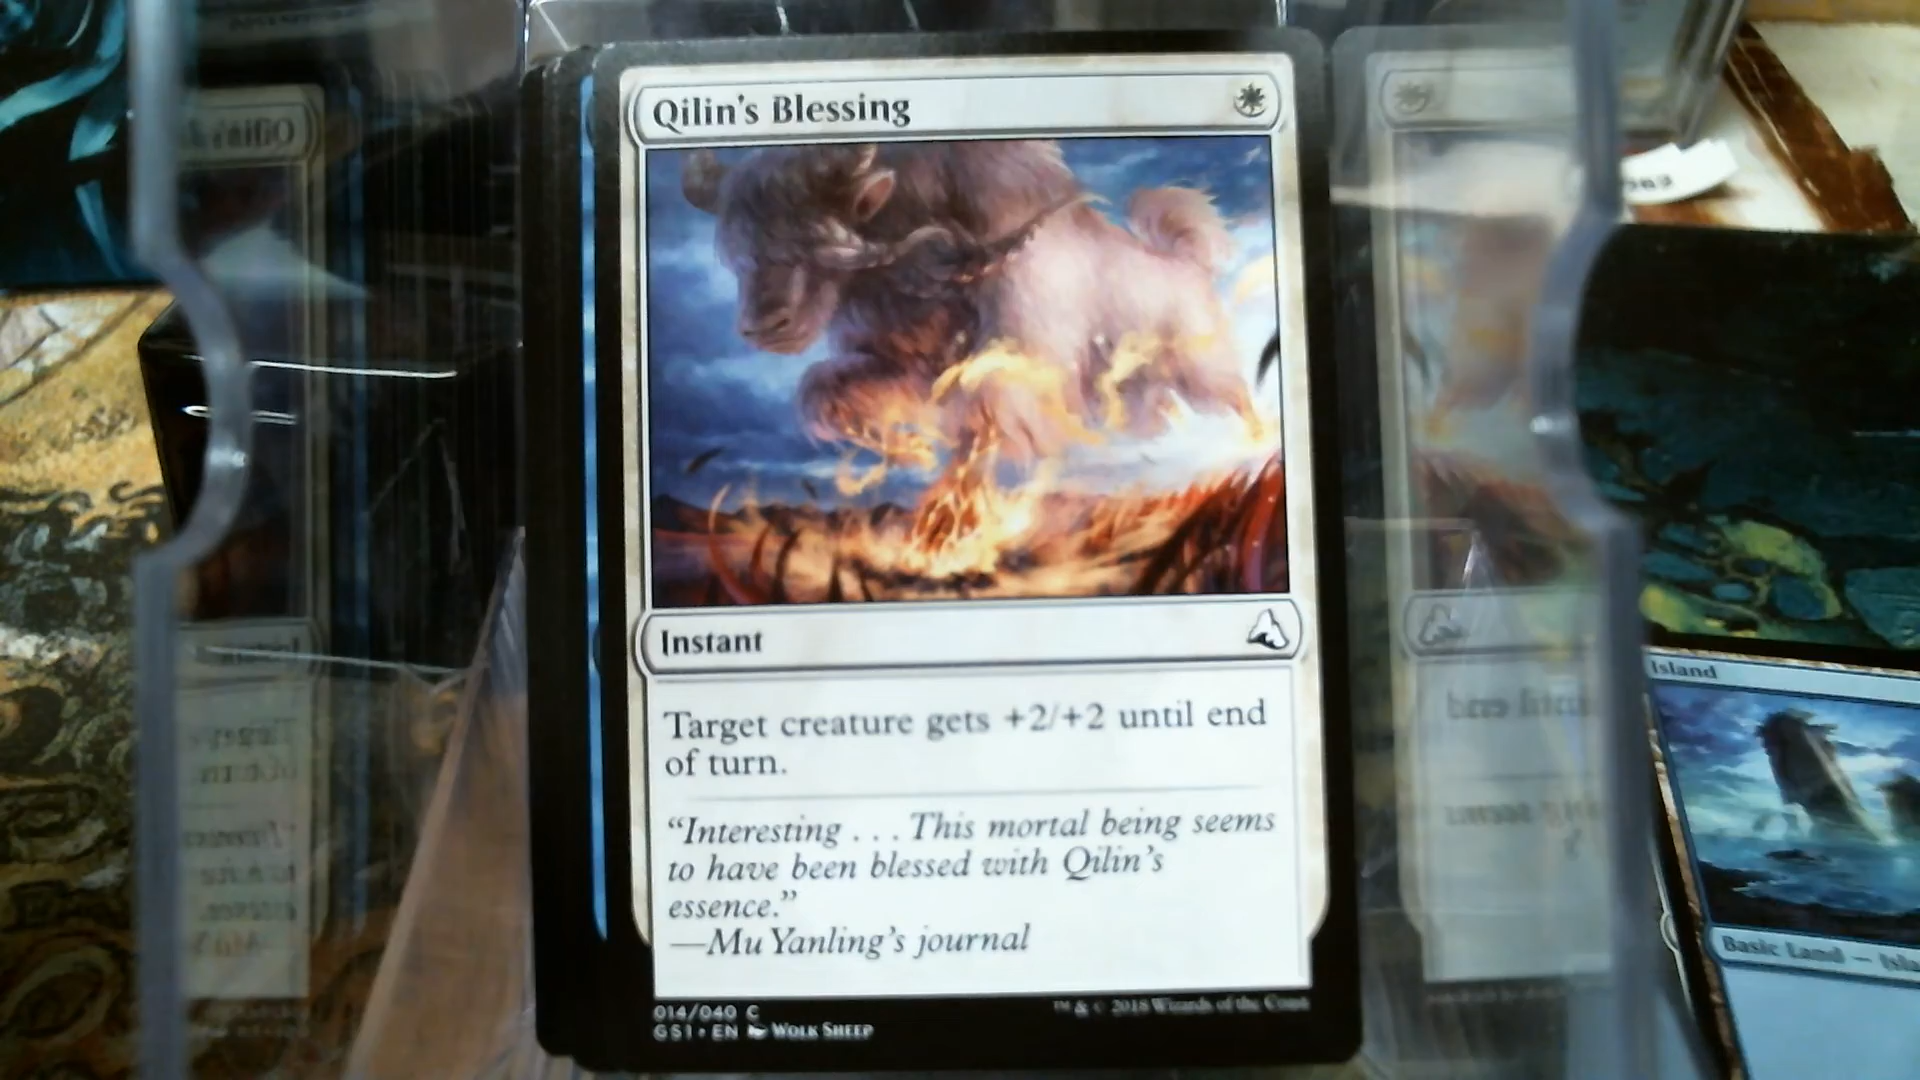 Qilin's Blessing
Instant
Target creature gets +2/+2 until end
of turn.
“Interesting . . . This mortal being seems
to have been blessed with Qilin's
essence.”
—Mu Yanling's journal
014/040 C
GS1 • EN Wolk Sheep
™ & © 2018 Wizards of the Coast
Island
Basic Land —